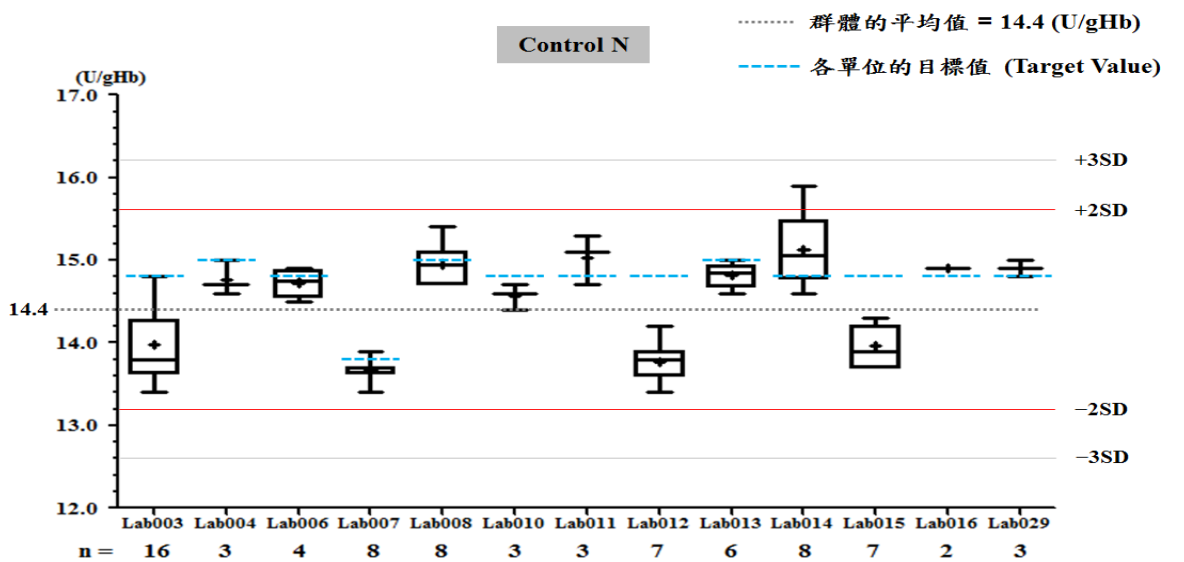 群體的平均值 = 14.4 (U/gHb)
Control N
各單位的目標值 (Target Value)
(U/gHb)
17.0
+3SD
16.0
+2SD
15.0
14.4
14.0
−2SD
13.0
−3SD
12.0
Lab003 Lab004 Lab006 Lab007 Lab008 Lab010 Lab011 Lab012 Lab013 Lab014 Lab015 Lab016 Lab029
n = 16 3 4 8 8 3 3 7 6 8 7 2 3